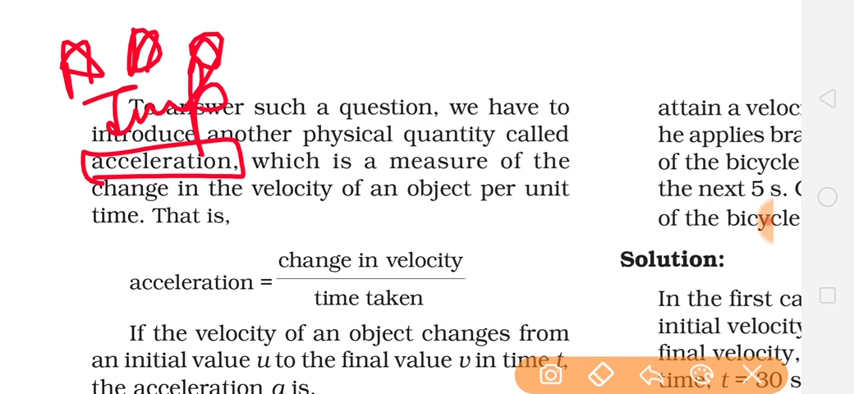 Imp
To answer such a question, we have to
introduce another physical quantity called
acceleration, which is a measure of the
change in the velocity of an object per unit
time. That is,
acceleration = change in velocity
time taken
If the velocity of an object changes from
an initial value u to the final value v in time t,
the acceleration a is,
attain a veloc
he applies bra
of the bicycle
the next 5 s. C
of the bicycle
Solution:
In the first ca
initial velocity
final velocity,
time, t = 30 s